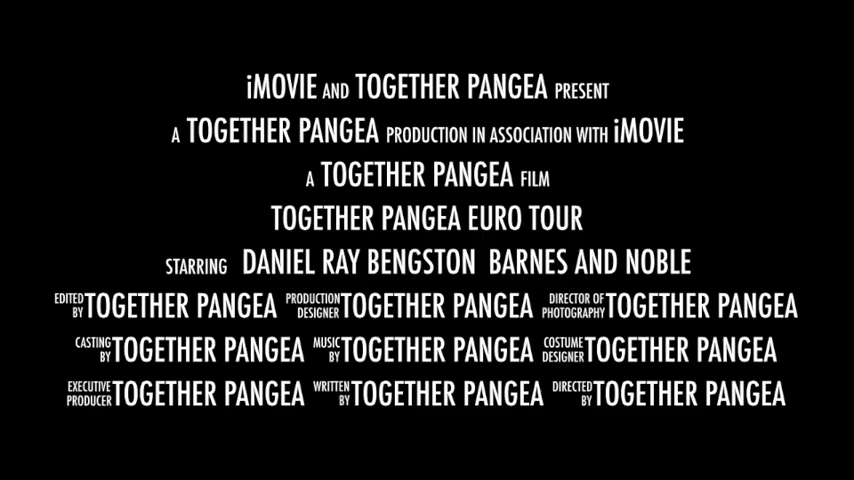 iMOVIE AND TOGETHER PANGEA PRESENT
A TOGETHER PANGEA PRODUCTION IN ASSOCIATION WITH iMOVIE
A TOGETHER PANGEA FILM
TOGETHER PANGEA EURO TOUR
STARRING DANIEL RAY BENGSTON BARNES AND NOBLE
EDITED BY TOGETHER PANGEA PRODUCTION DESIGNER TOGETHER PANGEA DIRECTOR OF PHOTOGRAPHY TOGETHER PANGEA
CASTING BY TOGETHER PANGEA MUSIC BY TOGETHER PANGEA COSTUME DESIGNER TOGETHER PANGEA
EXECUTIVE PRODUCER TOGETHER PANGEA WRITTEN BY TOGETHER PANGEA DIRECTED BY TOGETHER PANGEA